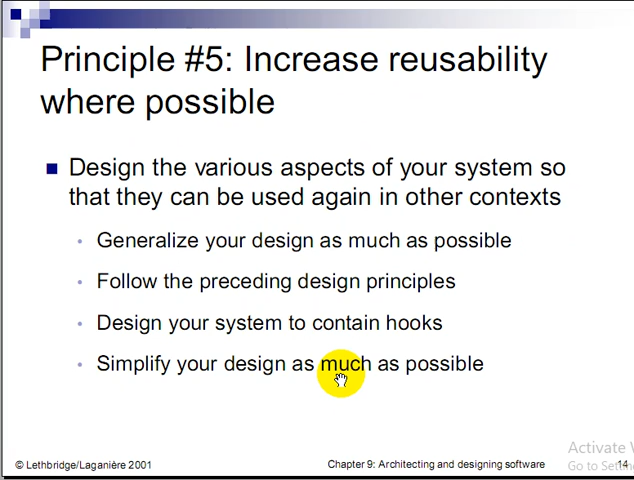 Principle #5: Increase reusability
where possible
Design the various aspects of your system so
that they can be used again in other contexts
Generalize your design as much as possible
Follow the preceding design principles
Design your system to contain hooks
Simplify your design as much as possible
Activate
Go to
© Lethbridge/Laganière 2001
Chapter 9: Architecting and designing software
14